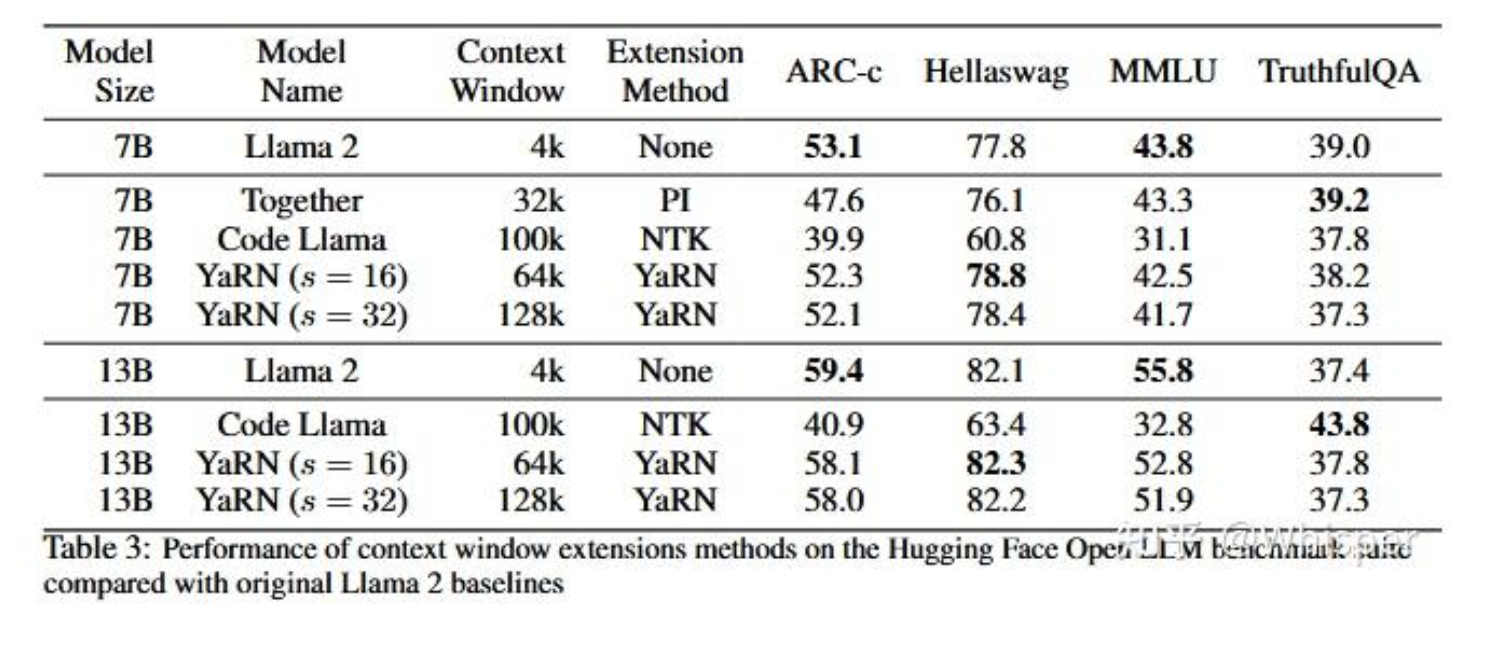 Model Size Model Name Context Window Extension Method ARC-c Hellaswag MMLU TruthfulQA
7B Llama 2 4k None 53.1 77.8 43.8 39.0
7B Together 32k PI 47.6 76.1 43.3 39.2
7B Code Llama 100k NTK 39.9 60.8 31.1 37.8
7B YaRN (s = 16) 64k YaRN 52.3 78.8 42.5 38.2
7B YaRN (s = 32) 128k YaRN 52.1 78.4 41.7 37.3
13B Llama 2 4k None 59.4 82.1 55.8 37.4
13B Code Llama 100k NTK 40.9 63.4 32.8 43.8
13B YaRN (s = 16) 64k YaRN 58.1 82.3 52.8 37.8
13B YaRN (s = 32) 128k YaRN 58.0 82.2 51.9 37.3
知乎 @Whisper
Table 3: Performance of context window extensions methods on the Hugging Face Open LLM benchmark suite
compared with original Llama 2 baselines